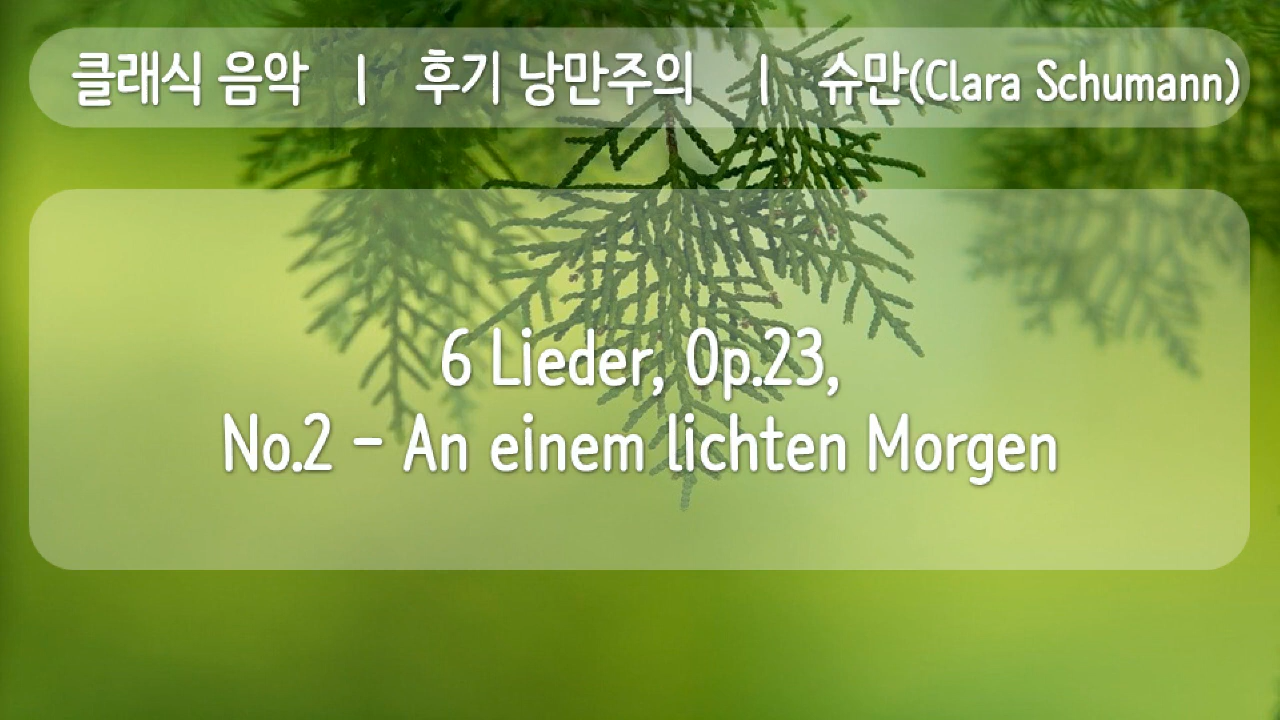 클래식 음악 | 후기 낭만주의 | 슈만(Clara Schumann)
6 Lieder, Op.23,
No.2 - An einem lichten Morgen